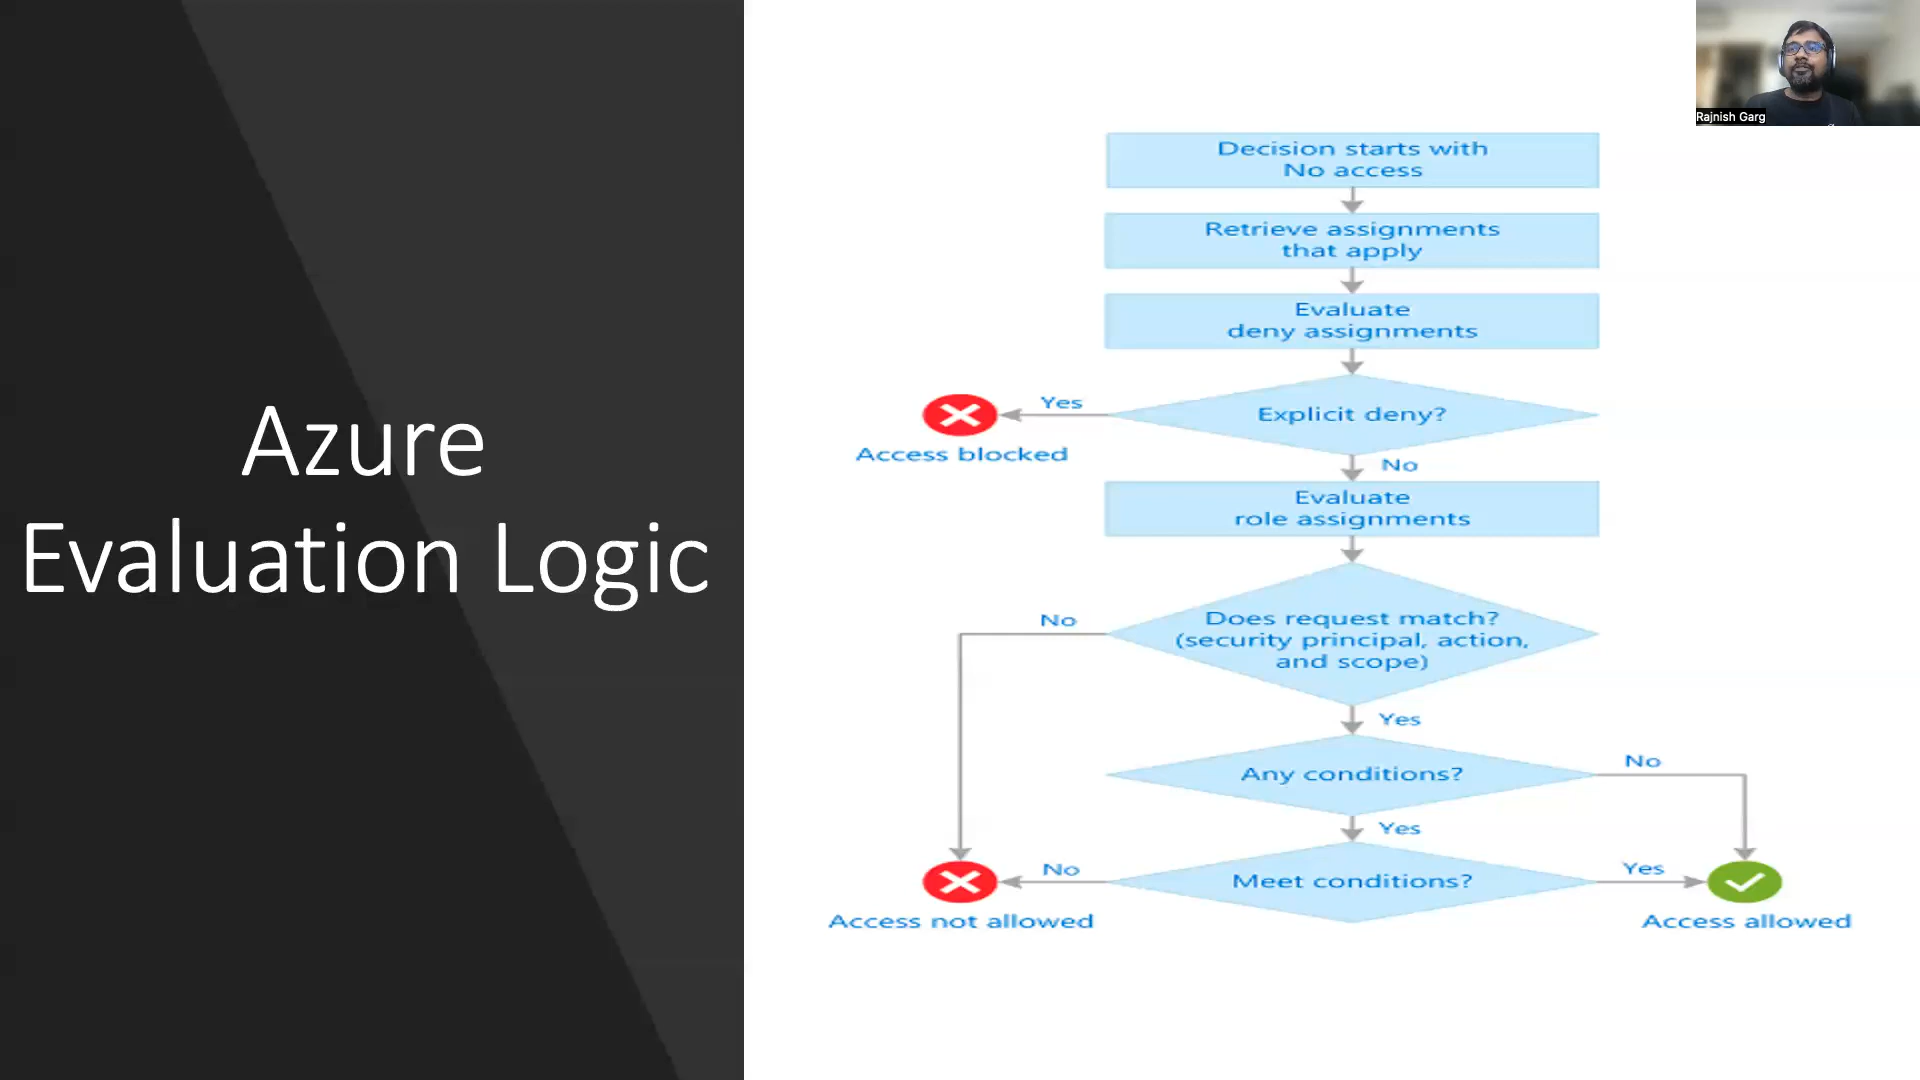 Azure
Evaluation Logic
Rajnish Garg
Decision starts with
No access
Retrieve assignments
that apply
Evaluate
deny assignments
Explicit deny?
Yes
Access blocked
No
Evaluate
role assignments
Does request match?
(security principal, action,
and scope)
No
Yes
Any conditions?
No
Yes
Meet conditions?
No
Yes
Access not allowed
Access allowed